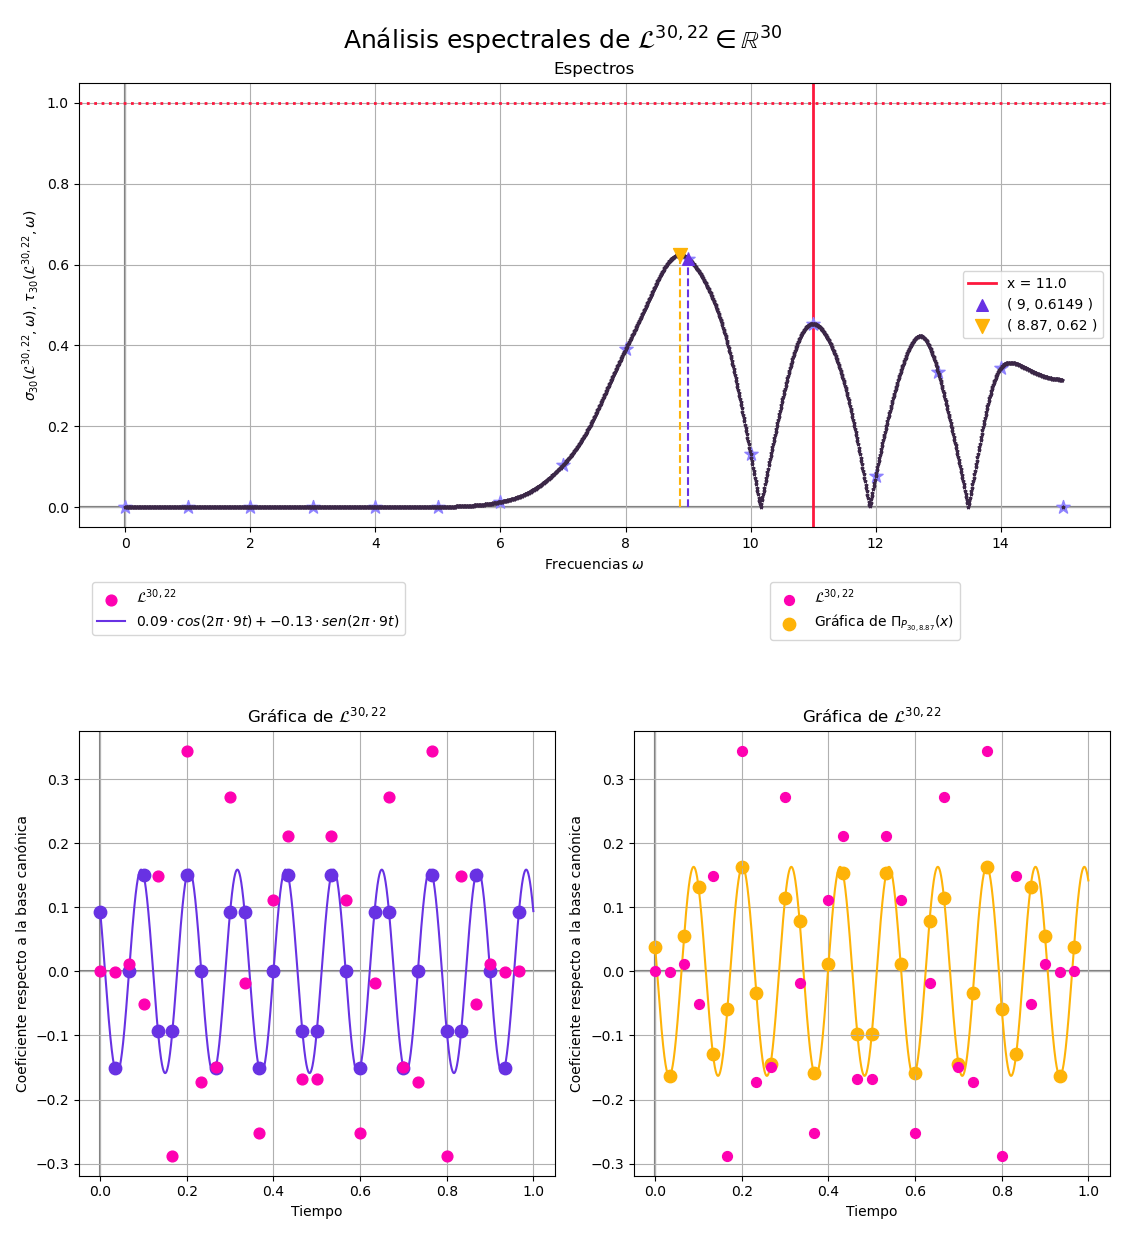 Análisis espectrales de 𝓛^{30,22} ∈ ℝ^{30}
Espectros
σ_{30}(𝓛^{30,22}, ω), τ_{30}(𝓛^{30,22}, ω)
1.0
0.8
0.6
0.4
0.2
0.0
x = 11.0
( 9, 0.6149 )
( 8.87, 0.62 )
0 2 4 6 8 10 12 14
Frecuencias ω
𝓛^{30,22}
0.09 · cos(2π · 9t) + −0.13 · sen(2π · 9t)
𝓛^{30,22}
Gráfica de Π_{P_{30,8.87}}(x)
Gráfica de 𝓛^{30,22}
Coeficiente respecto a la base canónica
0.3
0.2
0.1
0.0
−0.1
−0.2
−0.3
0.0 0.2 0.4 0.6 0.8 1.0
Tiempo
Gráfica de 𝓛^{30,22}
Coeficiente respecto a la base canónica
0.3
0.2
0.1
0.0
−0.1
−0.2
−0.3
0.0 0.2 0.4 0.6 0.8 1.0
Tiempo